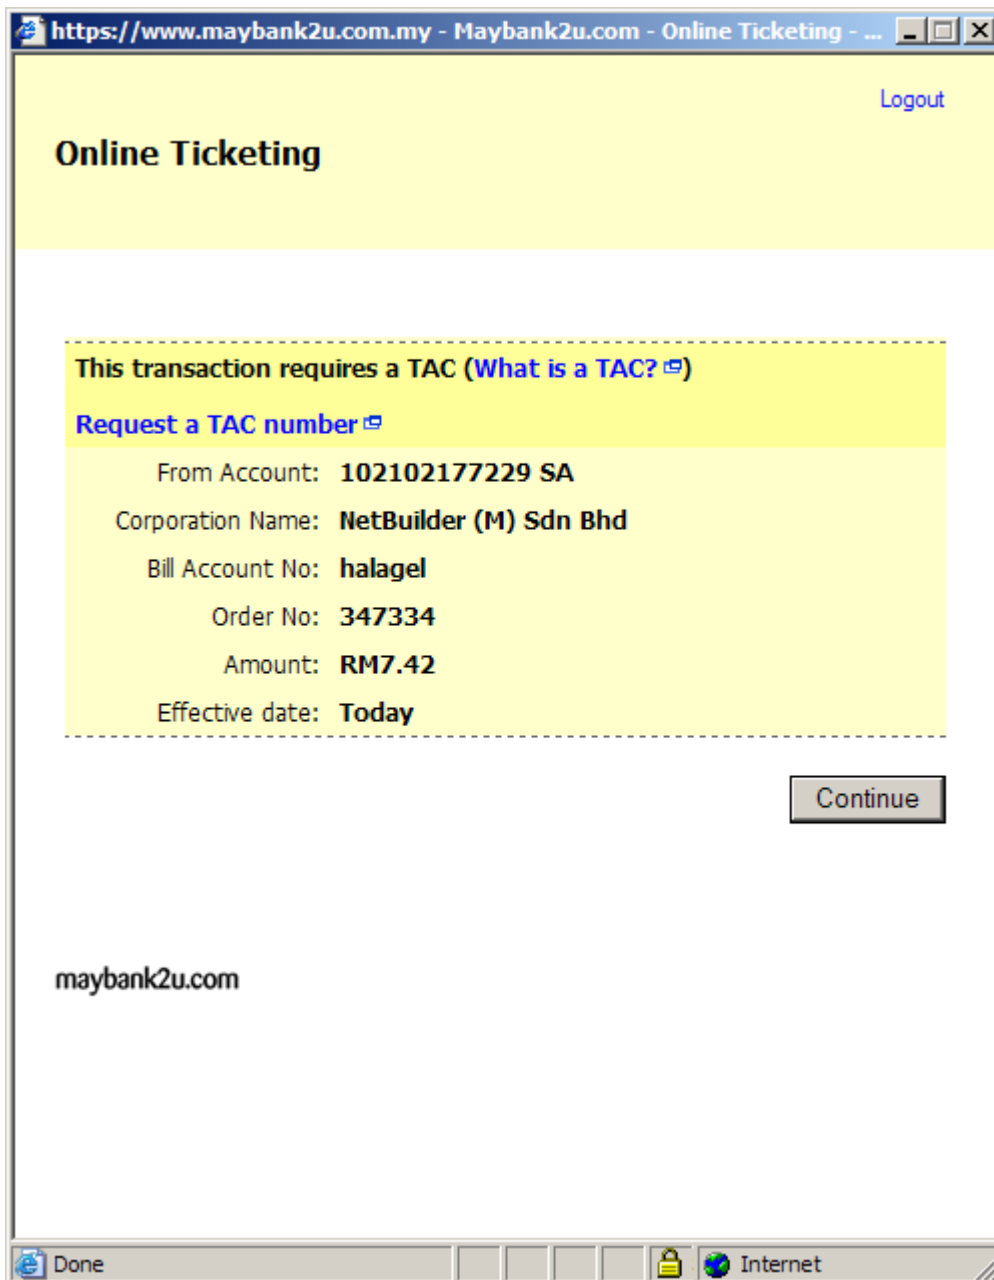 https://www.maybank2u.com.my - Maybank2u.com - Online Ticketing - ...
Logout
Online Ticketing
This transaction requires a TAC (What is a TAC?)
Request a TAC number
From Account: 102102177229 SA
Corporation Name: NetBuilder (M) Sdn Bhd
Bill Account No: halagel
Order No: 347334
Amount: RM7.42
Effective date: Today
Continue
maybank2u.com
Done Internet